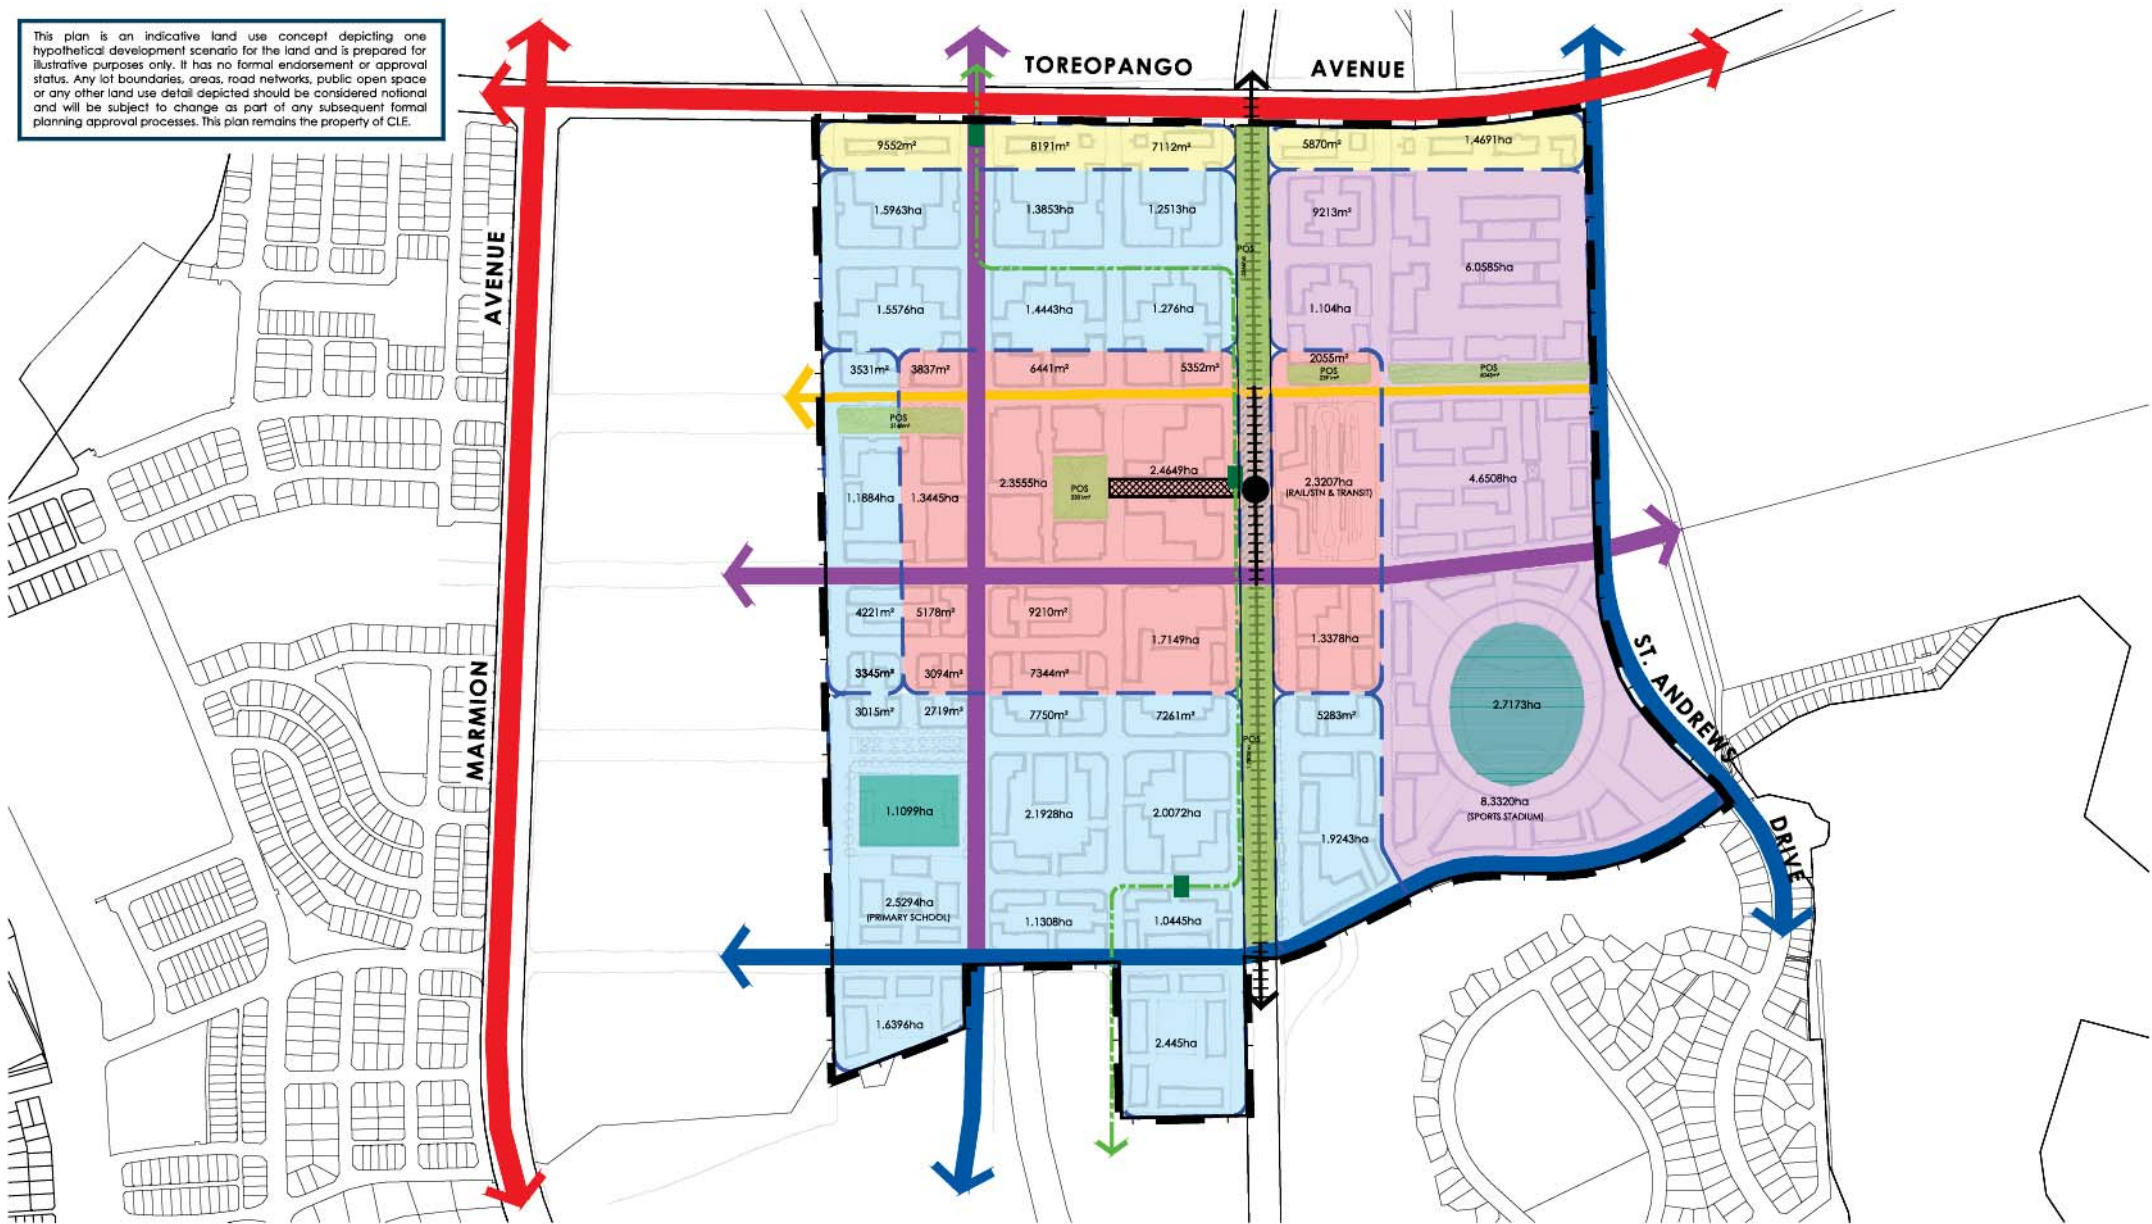 This plan is an indicative land use concept depicting one
hypothetical development scenario for the land and is prepared for
illustrative purposes only. It has no formal endorsement or approval
status. Any lot boundaries, areas, road networks, public open space
or any other land use detail depicted should be considered notional
and will be subject to change as part of any subsequent formal
planning approval processes. This plan remains the property of CLE.
TOREOPANGO AVENUE
9552m² 8191m² 7112m² 5870m² 1.4691ha
1.5963ha 1.3853ha 1.2513ha 9213m²
POS
6.0585ha
1.5576ha 1.4443ha 1.276ha 1.104ha
2055m²
3531m² 3837m² 6441m² 5352m² POS POS
POS
2.4649ha
1.1884ha 1.3445ha 2.3555ha POS 2.3207ha 4.6508ha
(RAIL/STN & TRANSIT)
4221m² 5178m² 9210m²
1.7149ha 1.3378ha
3345m² 3094m² 7344m²
2.7173ha
3015m² 2719m² 7750m² 7261m² 5283m²
POS
8.3320ha
(SPORTS STADIUM)
1.1099ha 2.1928ha 2.0072ha
1.9243ha
2.5294ha
(PRIMARY SCHOOL)
1.1308ha 1.0445ha
1.6396ha
2.445ha
MARMION AVENUE
ST. ANDREWS DRIVE